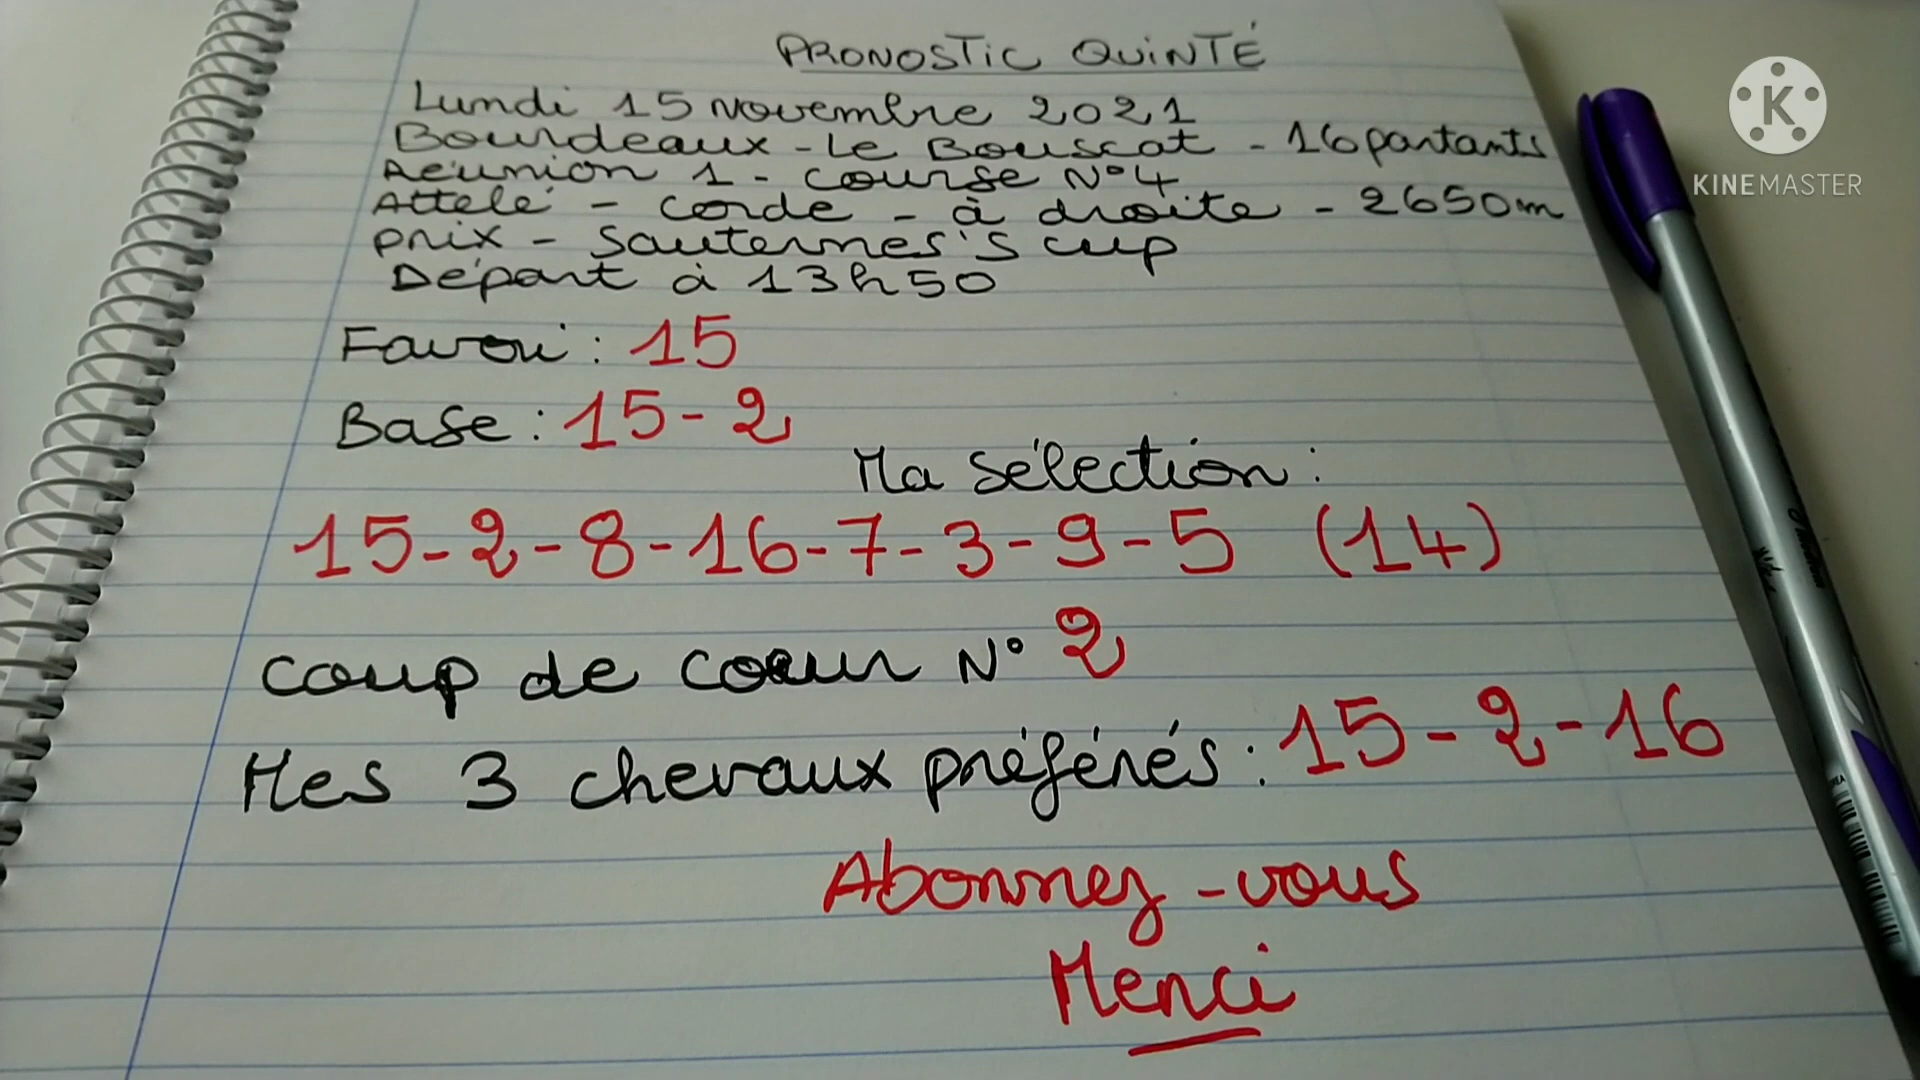 PRONOSTIC QUINTÉ
Lundi 15 Novembre 2021
Bourdeaux - Le Bouscat - 16 partants
Réunion 1 - course N°4
Attelé - corde - à droite - 2650m
prix - Sauternes's cup
Départ à 13h50
Favori : 15
Base : 15 - 2
Ma sélection :
15 - 2 - 8 - 16 - 7 - 3 - 9 - 5 (14)
coup de coeur N° 2
Mes 3 chevaux préférés : 15 - 2 - 16
Abonnez-vous
Merci
K
KINEMASTER